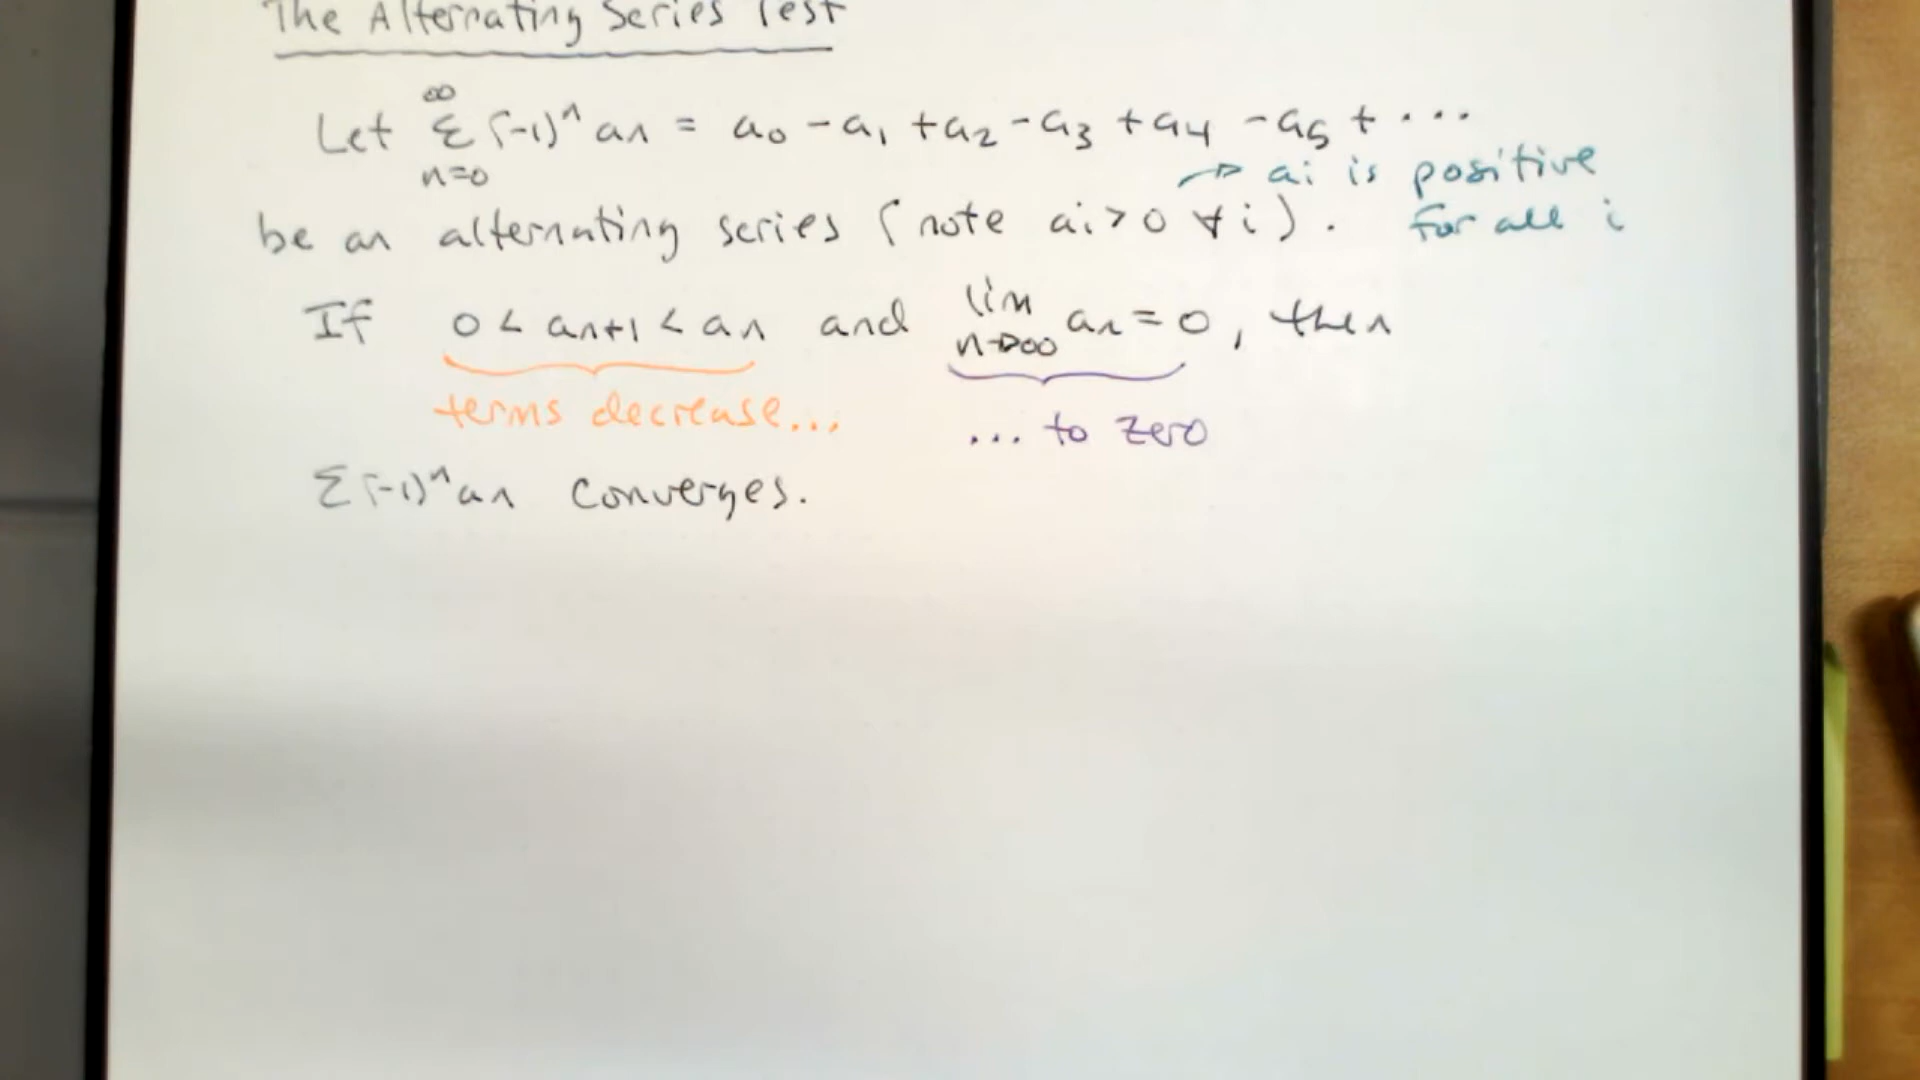 The Alternating Series Test
Let ∞ Σ n=0 (-1)^n an = a0 - a1 + a2 - a3 + a4 - a5 + ...
→ ai is positive
for all i
be an alternating series (note ai > 0 ∀ i).
If 0 < an+1 < an and lim n→∞ an = 0, then
terms decrease... ... to zero
Σ(-1)^n an converges.